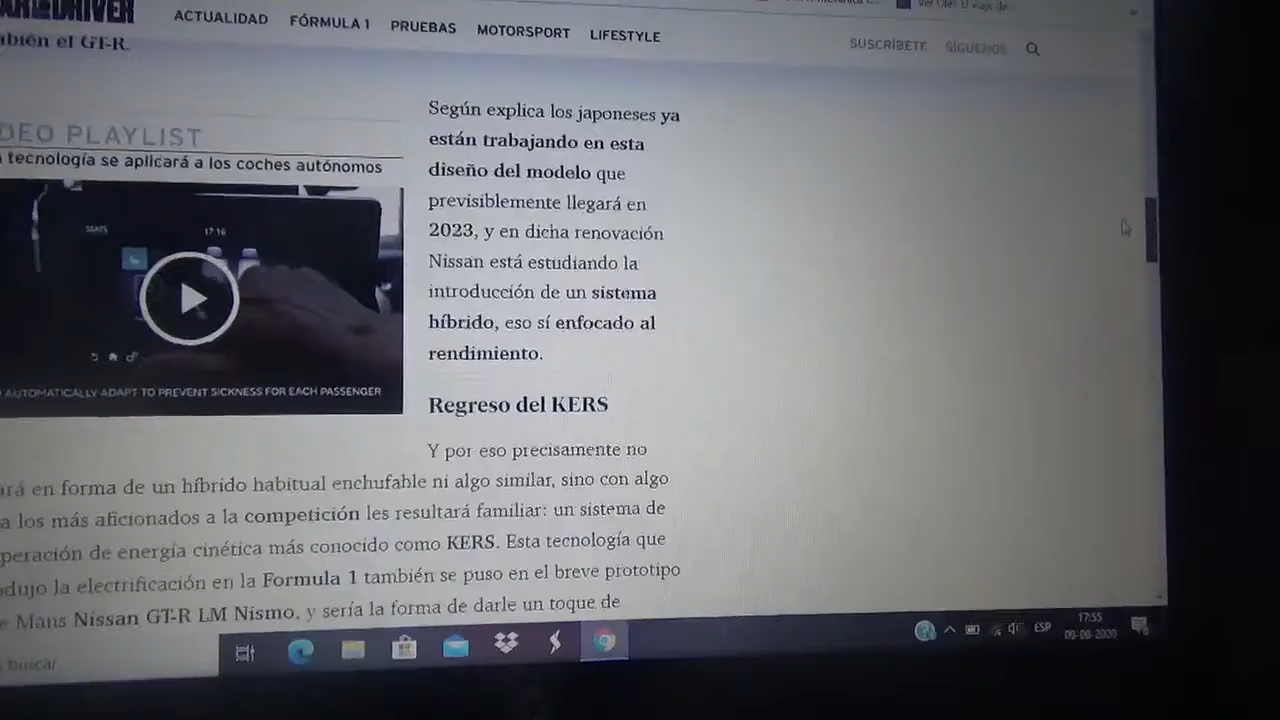 ACTUALIDAD FÓRMULA 1 PRUEBAS MOTORSPORT LIFESTYLE
SUSCRÍBETE SÍGUENOS
el GT-R.
PLAYLIST
tecnología se aplicará a los coches autónomos
SEATS 17:16
AUTOMATICALLY ADAPT TO PREVENT SICKNESS FOR EACH PASSENGER
Según explica los japoneses ya
están trabajando en esta
diseño del modelo que
previsiblemente llegará en
2023, y en dicha renovación
Nissan está estudiando la
introducción de un sistema
híbrido, eso sí enfocado al
rendimiento.
Regreso del KERS
Y por eso precisamente no
en forma de un híbrido habitual enchufable ni algo similar, sino con algo
a los más aficionados a la competición les resultará familiar: un sistema de
de energía cinética más conocido como KERS. Esta tecnología que
la electrificación en la Formula 1 también se puso en el breve prototipo
Mans Nissan GT-R LM Nismo, y sería la forma de darle un toque de
buscar
ESP
17:55
09-08-2020